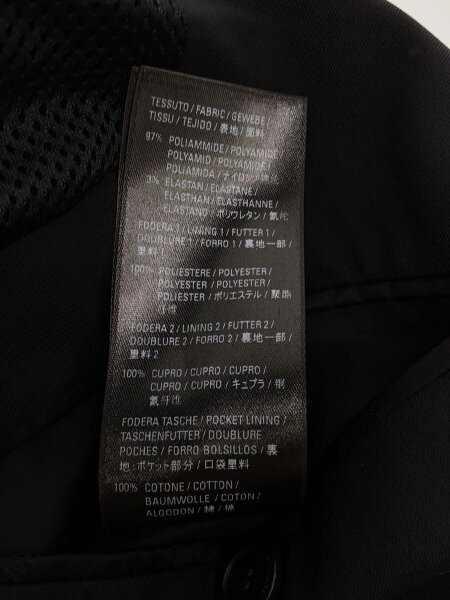 TESSUTO / FABRIC / GEWEBE /
TISSU / TEJIDO / 裏地 / 面料
97% POLIAMMIDE / POLYAMIDE
POLYAMID / POLYAMIDE /
POLIAMIDA / ナイロン /
3% ELASTAN / ELASTANE /
ELASTHAN / ELASTHANNE /
ELASTANO / ポリウレタン / 氨纶
FODERA 1 / LINING 1 / FUTTER 1 /
DOUBLURE 1 / FORRO 1 / 裏地一部 /
里料 1
100% POLIESTERE / POLYESTER /
POLYESTER / POLYESTER /
POLIESTER / ポリエステル / 聚酯
纤维
FODERA 2 / LINING 2 / FUTTER 2 /
DOUBLURE 2 / FORRO 2 / 裏地一部 /
里料 2
100% CUPRO / CUPRO / CUPRO /
CUPRO / CUPRO / キュプラ / 铜
氨纤维
FODERA TASCHE / POCKET LINING /
TASCHENFUTTER / DOUBLURE
POCHES / FORRO BOLSILLOS / 裏
地 ポケット部分 / 口袋里料
100% COTONE / COTTON /
BAUMWOLLE / COTON /
ALGODON / 綿 / 棉